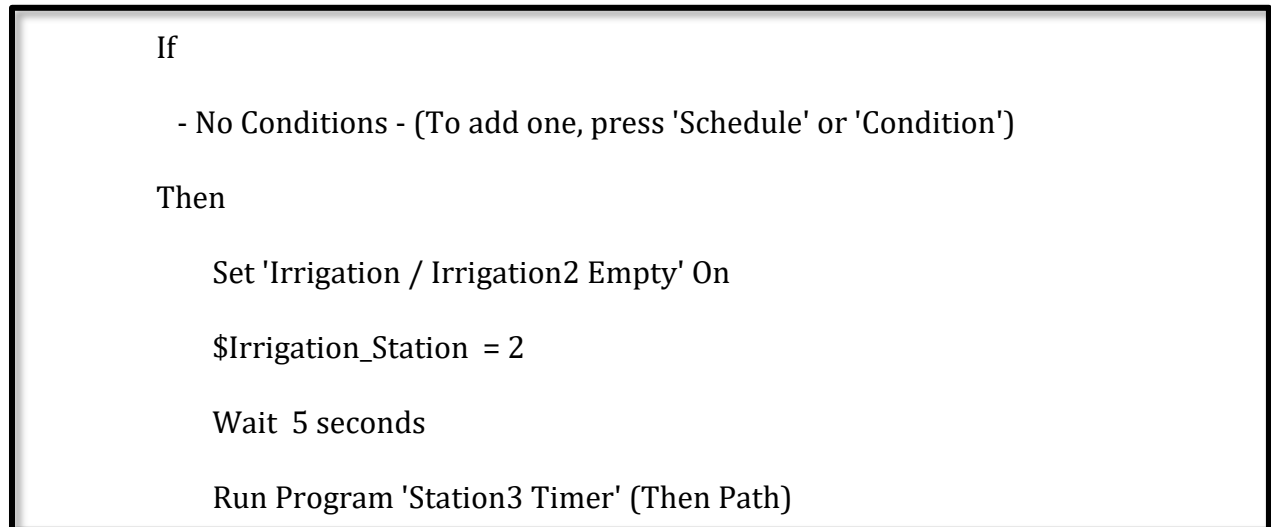 If
- No Conditions - (To add one, press 'Schedule' or 'Condition')
Then
Set 'Irrigation / Irrigation2 Empty' On
$Irrigation_Station  = 2
Wait  5 seconds
Run Program 'Station3 Timer' (Then Path)